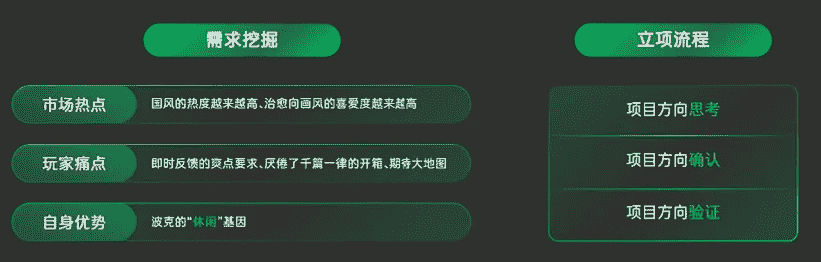 需求挖掘
市场热点
国风的热度越来越高、治愈向画风的喜爱度越来越高
玩家痛点
即时反馈的爽点要求、厌倦了千篇一律的开箱、期待大地图
自身优势
波克的“休闲”基因
立项流程
项目方向思考
项目方向确认
项目方向验证